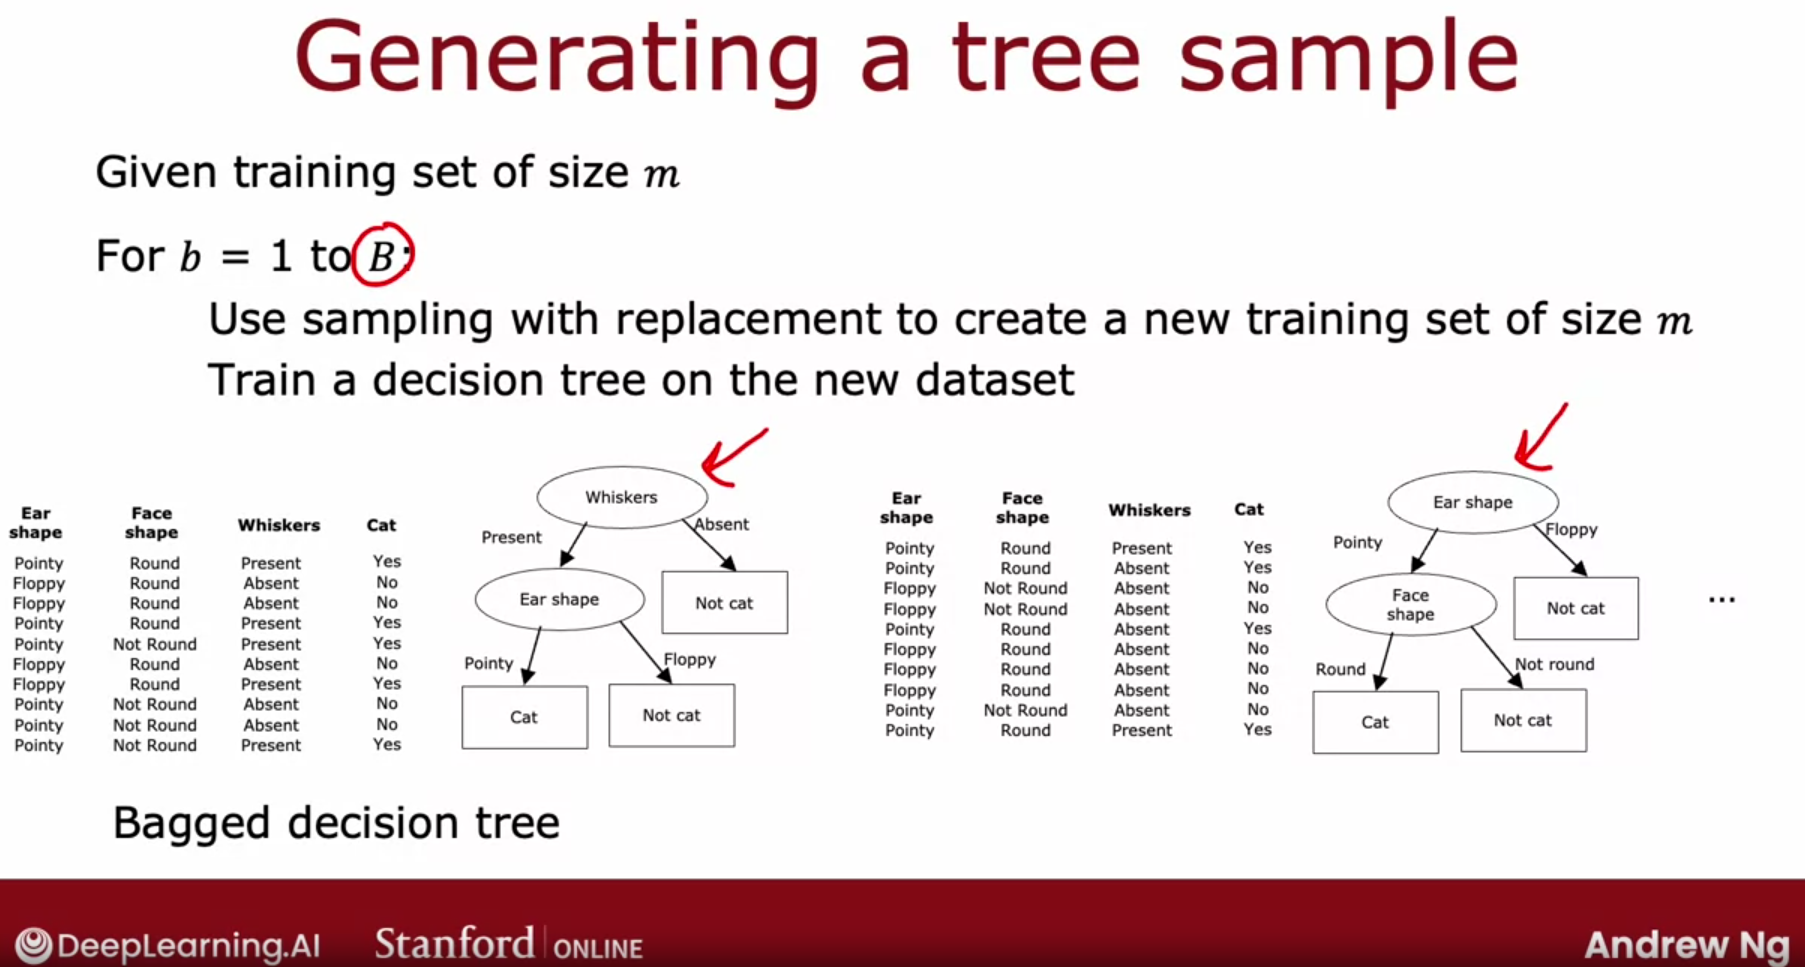 Generating a tree sample
Given training set of size m
For b = 1 to B:
Use sampling with replacement to create a new training set of size m
Train a decision tree on the new dataset
Ear shape Face shape Whiskers Cat
Pointy Round Present Yes
Floppy Round Absent No
Floppy Round Absent No
Pointy Round Present Yes
Pointy Not Round Present Yes
Floppy Round Absent No
Floppy Round Present Yes
Pointy Not Round Absent No
Pointy Not Round Absent No
Pointy Not Round Present Yes
Whiskers
Present
Absent
Ear shape
Not cat
Pointy
Floppy
Cat
Not cat
Ear shape Face shape Whiskers Cat
Pointy Round Present Yes
Pointy Round Absent Yes
Floppy Not Round Absent No
Floppy Not Round Absent No
Pointy Round Absent Yes
Floppy Round Absent No
Floppy Round Absent No
Floppy Round Absent No
Pointy Not Round Absent No
Pointy Round Present Yes
Ear shape
Pointy
Floppy
Face shape
Not cat
Round
Not round
Cat
Not cat
...
Bagged decision tree
DeepLearning.AI
Stanford ONLINE
Andrew Ng